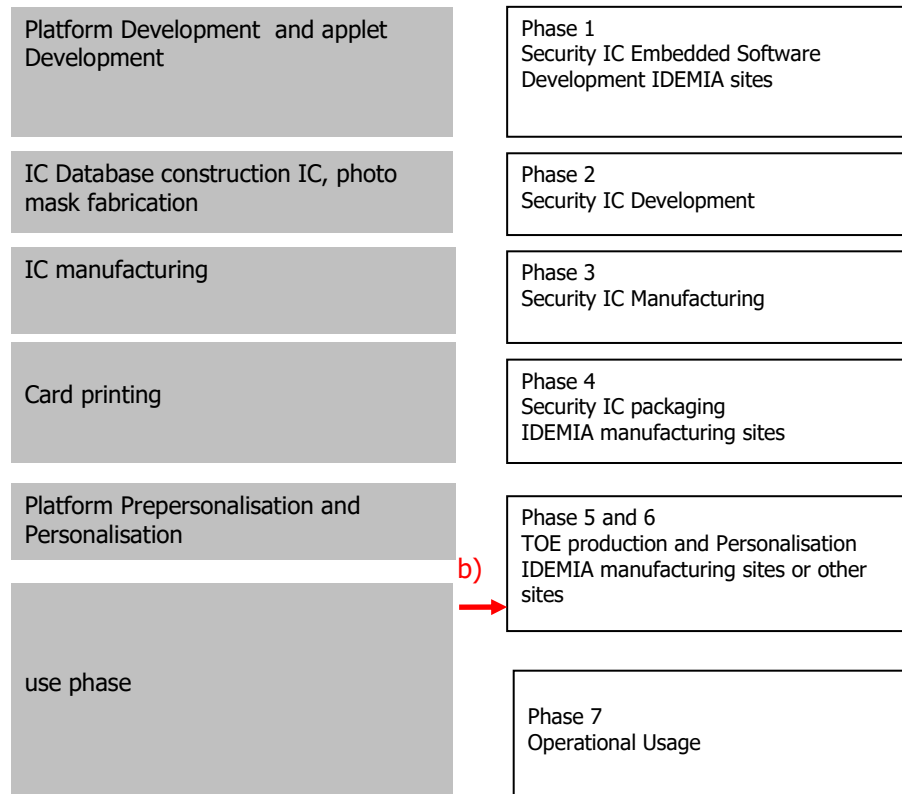 Platform Development and applet
Development
Phase 1
Security IC Embedded Software
Development IDEMIA sites
IC Database construction IC, photo
mask fabrication
Phase 2
Security IC Development
IC manufacturing
Phase 3
Security IC Manufacturing
Card printing
Phase 4
Security IC packaging
IDEMIA manufacturing sites
Platform Prepersonalisation and
Personalisation
b)
Phase 5 and 6
TOE production and Personalisation
IDEMIA manufacturing sites or other
sites
use phase
Phase 7
Operational Usage